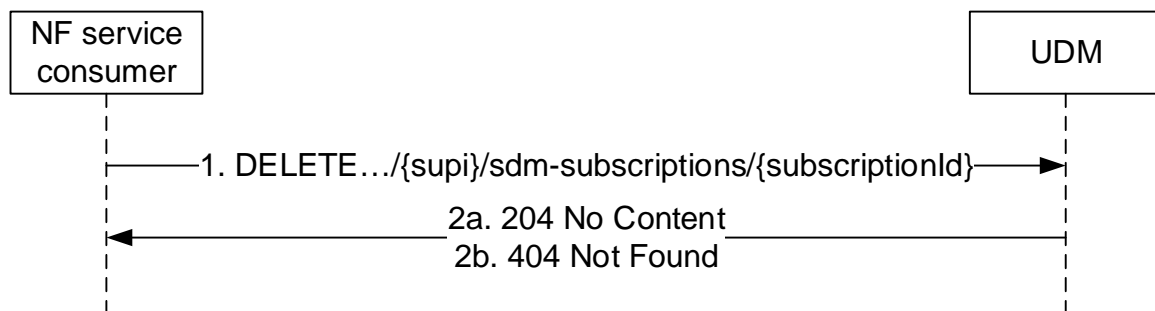 NF service
consumer
UDM
1. DELETE…/{supi}/sdm-subscriptions/{subscriptionId}
2a. 204 No Content
2b. 404 Not Found